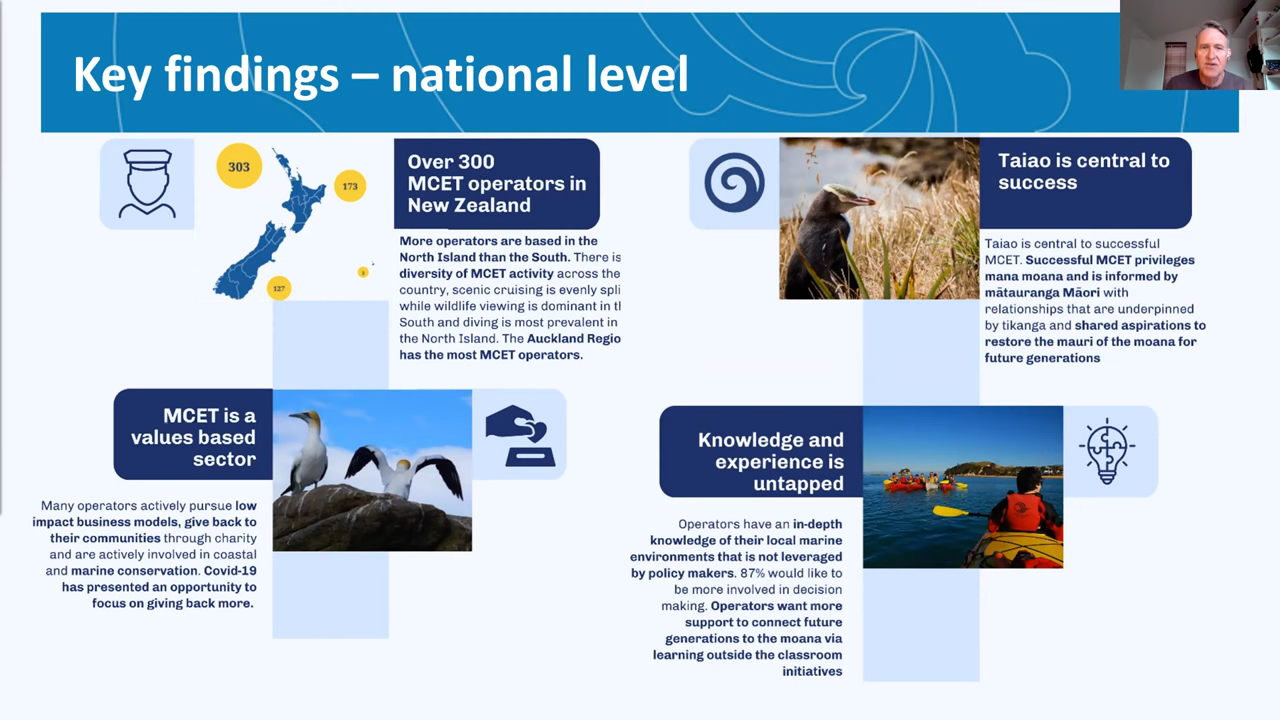 Key findings – national level
303
173
127
Over 300
MCET operators in
New Zealand
More operators are based in the
North Island than the South. There is
diversity of MCET activity across the
country, scenic cruising is evenly
while wildlife viewing is dominant in
South and diving is most prevalent in
the North Island. The Auckland
has the most MCET operators.
Taiao is central to
success
Taiao is central to successful
MCET. Successful MCET privileges
mana moana and is informed by
mātauranga Māori with
relationships that are underpinned
by tikanga and shared aspirations to
restore the mauri of the moana for
future generations
MCET is a
values based
sector
Many operators actively pursue low
impact business models, give back to
their communities through charity
and are actively involved in coastal
and marine conservation. Covid-19
has presented an opportunity to
focus on giving back more.
Knowledge and
experience is
untapped
Operators have an in-depth
knowledge of their local marine
environments that is not leveraged
by policy makers. 87% would like to
be more involved in decision
making. Operators want more
support to connect future
generations to the moana via
learning outside the classroom
initiatives